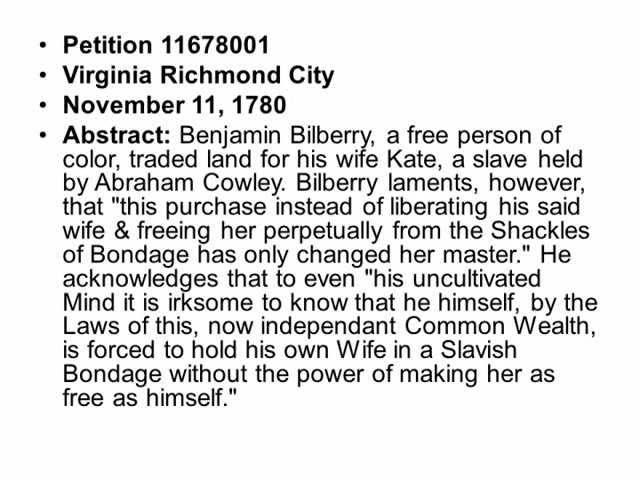 • Petition 11678001
• Virginia Richmond City
• November 11, 1780
• Abstract: Benjamin Bilberry, a free person of
color, traded land for his wife Kate, a slave held
by Abraham Cowley. Bilberry laments, however,
that "this purchase instead of liberating his said
wife & freeing her perpetually from the Shackles
of Bondage has only changed her master." He
acknowledges that to even "his uncultivated
Mind it is irksome to know that he himself, by the
Laws of this, now independant Common Wealth,
is forced to hold his own Wife in a Slavish
Bondage without the power of making her as
free as himself."